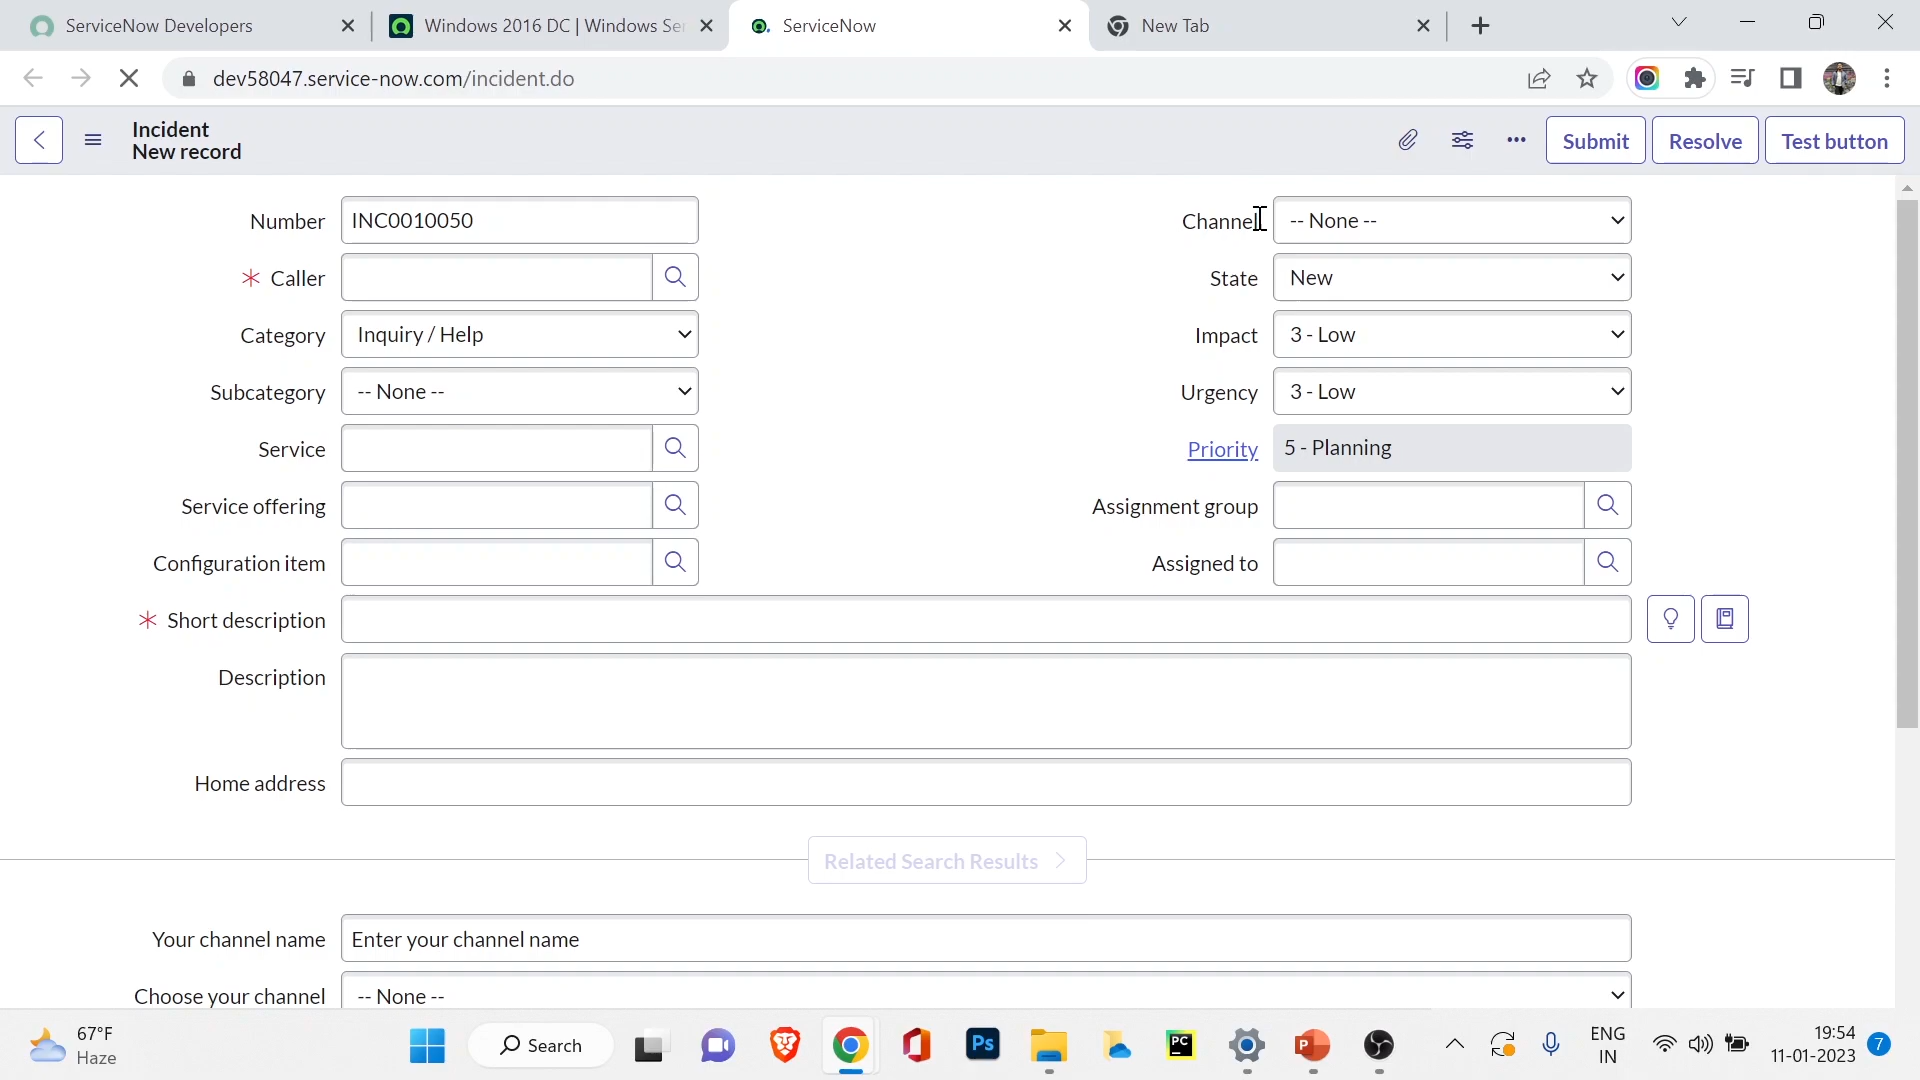 ServiceNow Developers
Windows 2016 DC | Windows Ser
ServiceNow
New Tab
dev58047.service-now.com/incident.do
Incident
New record
Submit
Resolve
Test button
Number
INC0010050
Channel
-- None --
Caller
State
New
Category
Inquiry / Help
Impact
3 - Low
Subcategory
-- None --
Urgency
3 - Low
Service
Priority
5 - Planning
Service offering
Assignment group
Configuration item
Assigned to
Short description
Description
Home address
Related Search Results
Your channel name
Enter your channel name
Choose your channel
-- None --
67°F
Haze
Search
Ps
PC
P
ENG
IN
19:54
11-01-2023
7